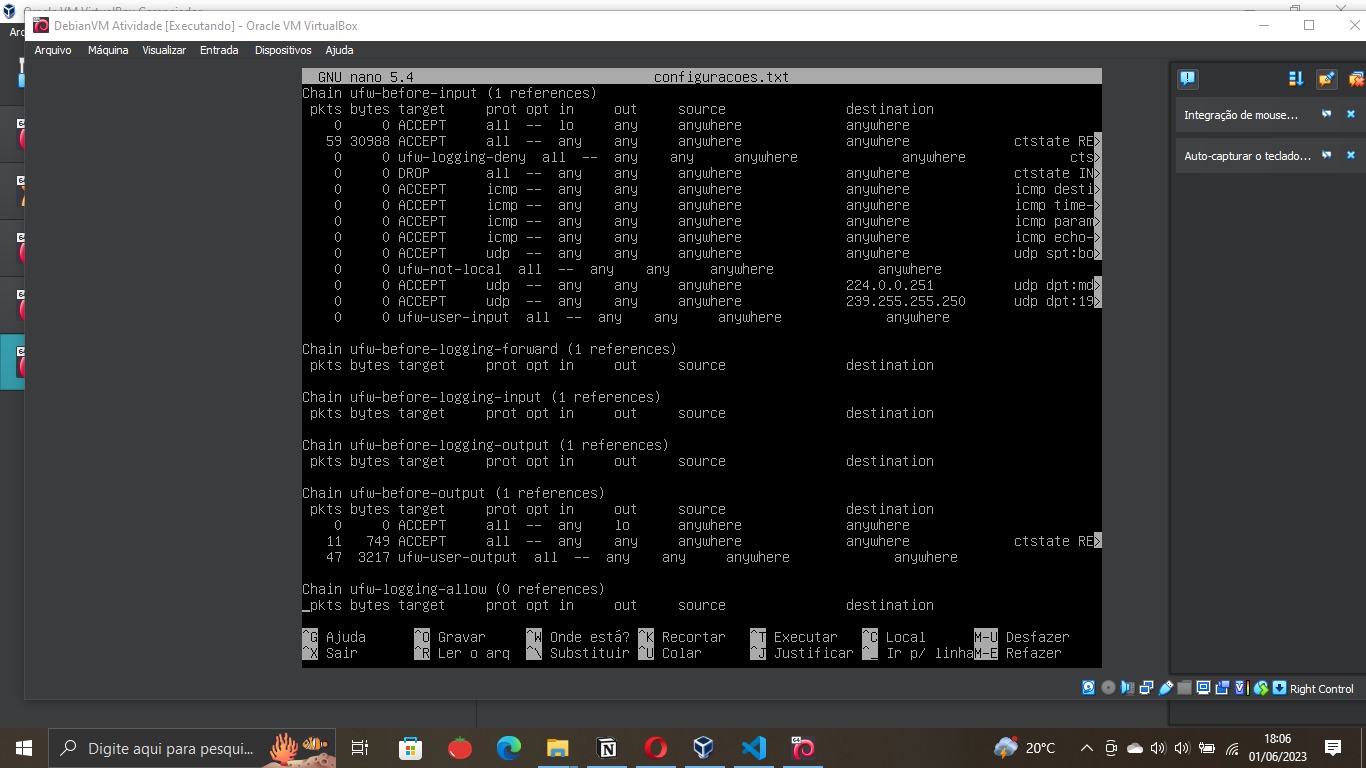 Oracle VM VirtualBox Gerenciador
DebianVM Atividade [Executando] - Oracle VM VirtualBox
Arquivo Máquina Visualizar Entrada Dispositivos Ajuda
GNU nano 5.4 configuracoes.txt
Chain ufw-before-input (1 references)
pkts bytes target prot opt in out source destination
0 0 ACCEPT all -- lo any anywhere anywhere
59 30988 ACCEPT all -- any any anywhere anywhere ctstate RE>
0 0 ufw-logging-deny all -- any any anywhere anywhere cts>
0 0 DROP all -- any any anywhere anywhere ctstate IN>
0 0 ACCEPT icmp -- any any anywhere anywhere icmp desti>
0 0 ACCEPT icmp -- any any anywhere anywhere icmp time->
0 0 ACCEPT icmp -- any any anywhere anywhere icmp param>
0 0 ACCEPT icmp -- any any anywhere anywhere icmp echo->
0 0 ACCEPT udp -- any any anywhere anywhere udp spt:bo>
0 0 ufw-not-local all -- any any anywhere anywhere
0 0 ACCEPT udp -- any any anywhere 224.0.0.251 udp dpt:md>
0 0 ACCEPT udp -- any any anywhere 239.255.255.250 udp dpt:19>
0 0 ufw-user-input all -- any any anywhere anywhere
Chain ufw-before-logging-forward (1 references)
pkts bytes target prot opt in out source destination
Chain ufw-before-logging-input (1 references)
pkts bytes target prot opt in out source destination
Chain ufw-before-logging-output (1 references)
pkts bytes target prot opt in out source destination
Chain ufw-before-output (1 references)
pkts bytes target prot opt in out source destination
0 0 ACCEPT all -- any lo anywhere anywhere
11 749 ACCEPT all -- any any anywhere anywhere ctstate RE>
47 3217 ufw-user-output all -- any any anywhere anywhere
Chain ufw-logging-allow (0 references)
pkts bytes target prot opt in out source destination
^G Ajuda ^O Gravar ^W Onde está? ^K Recortar ^T Executar ^C Local M-U Desfazer
^X Sair ^R Ler o arq ^\ Substituir ^U Colar ^J Justificar ^_ Ir p/ linha M-E Refazer
Integração de mouse...
Auto-capturar o teclado...
Right Control
Digite aqui para pesqui...
20°C
18:06
01/06/2023